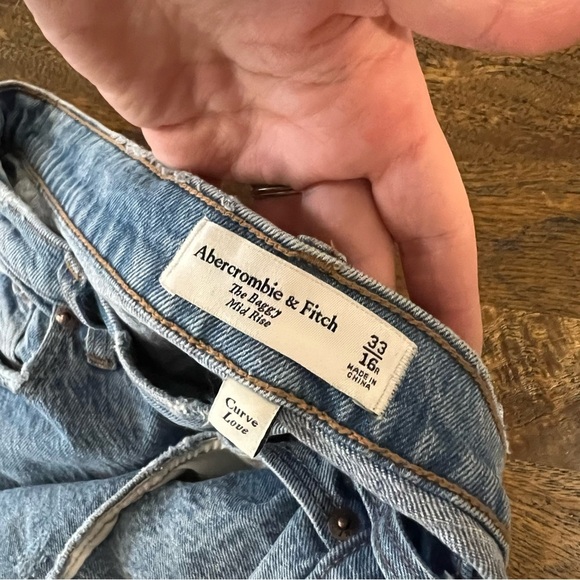 Abercrombie & Fitch
The Baggy
Mid Rise
33
16R
MADE IN
CHINA
Curve
Love